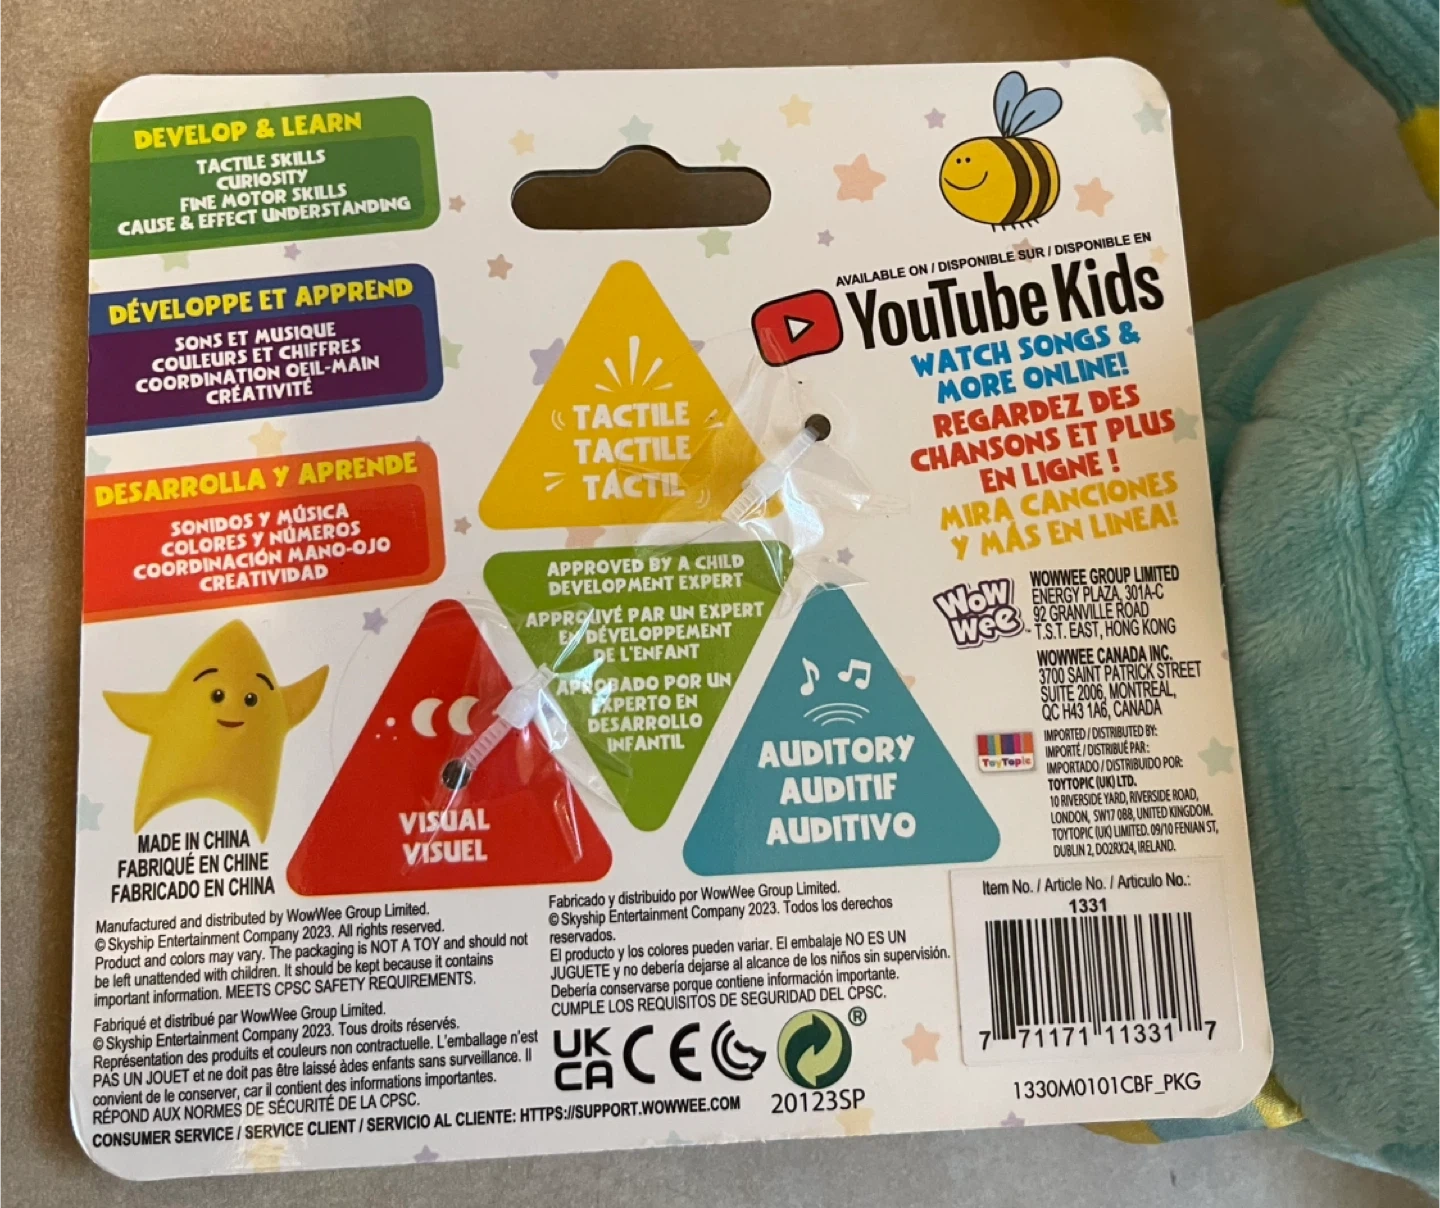 DEVELOP & LEARN
TACTILE SKILLS
CURIOSITY
FINE MOTOR SKILLS
CAUSE & EFFECT UNDERSTANDING
DÉVELOPPE ET APPREND
SONS ET MUSIQUE
COULEURS ET CHIFFRES
COORDINATION OEIL-MAIN
CRÉATIVITÉ
DESARROLLA Y APRENDE
SONIDOS Y MÚSICA
COLORES Y NÚMEROS
COORDINACIÓN MANO-OJO
CREATIVIDAD
TACTILE
TACTILE
TÁCTIL
APPROVED BY A CHILD
DEVELOPMENT EXPERT
APPROUVÉ PAR UN EXPERT
EN DÉVELOPPEMENT
DE L'ENFANT
APROBADO POR UN
EXPERTO EN
DESARROLLO
INFANTIL
VISUAL
VISUEL
AUDITORY
AUDITIF
AUDITIVO
AVAILABLE ON / DISPONIBLE SUR / DISPONIBLE EN
YouTube Kids
WATCH SONGS &
MORE ONLINE!
REGARDEZ DES
CHANSONS ET PLUS
EN LIGNE !
MIRA CANCIONES
Y MÁS EN LINEA!
WOW
WEE
WOWWEE GROUP LIMITED
ENERGY PLAZA, 301A-C
92 GRANVILLE ROAD
T.S.T. EAST, HONG KONG
WOWWEE CANADA INC.
3700 SAINT PATRICK STREET
SUITE 2006, MONTREAL,
QC H43 1A6, CANADA
ToyTopic
IMPORTED / DISTRIBUTED BY:
IMPORTÉ / DISTRIBUÉ PAR:
IMPORTADO / DISTRIBUIDO POR:
TOYTOPIC (UK) LTD.
10 RIVERSIDE YARD, RIVERSIDE ROAD,
LONDON, SW17 0BB, UNITED KINGDOM.
TOYTOPIC (UK) LIMITED. 09/10 FENIAN ST,
DUBLIN 2, DO2RX24, IRELAND.
MADE IN CHINA
FABRIQUÉ EN CHINE
FABRICADO EN CHINA
Manufactured and distributed by WowWee Group Limited.
© Skyship Entertainment Company 2023. All rights reserved.
Product and colors may vary. The packaging is NOT A TOY and should not
be left unattended with children. It should be kept because it contains
important information. MEETS CPSC SAFETY REQUIREMENTS.
Fabriqué et distribué par WowWee Group Limited.
© Skyship Entertainment Company 2023. Tous droits réservés.
Représentation des produits et couleurs non contractuelle. L'emballage n'est
PAS UN JOUET et ne doit pas être laissé àdes enfants sans surveillance. Il
convient de le conserver, car il contient des informations importantes.
RÉPOND AUX NORMES DE SÉCURITÉ DE LA CPSC.
CONSUMER SERVICE / SERVICE CLIENT / SERVICIO AL CLIENTE: HTTPS://SUPPORT.WOWWEE.COM
Fabricado y distribuido por WowWee Group Limited.
© Skyship Entertainment Company 2023. Todos los derechos
reservados.
El producto y los colores pueden variar. El embalaje NO ES UN
JUGUETE y no debería dejarse al alcance de los niños sin supervisión.
Debería conservarse porque contiene información importante.
CUMPLE LOS REQUISITOS DE SEGURIDAD DEL CPSC.
UK
CA
CE
®
20123SP
Item No. / Article No. / Articulo No.:
1331
7 71171 11331 7
1330M0101CBF_PKG